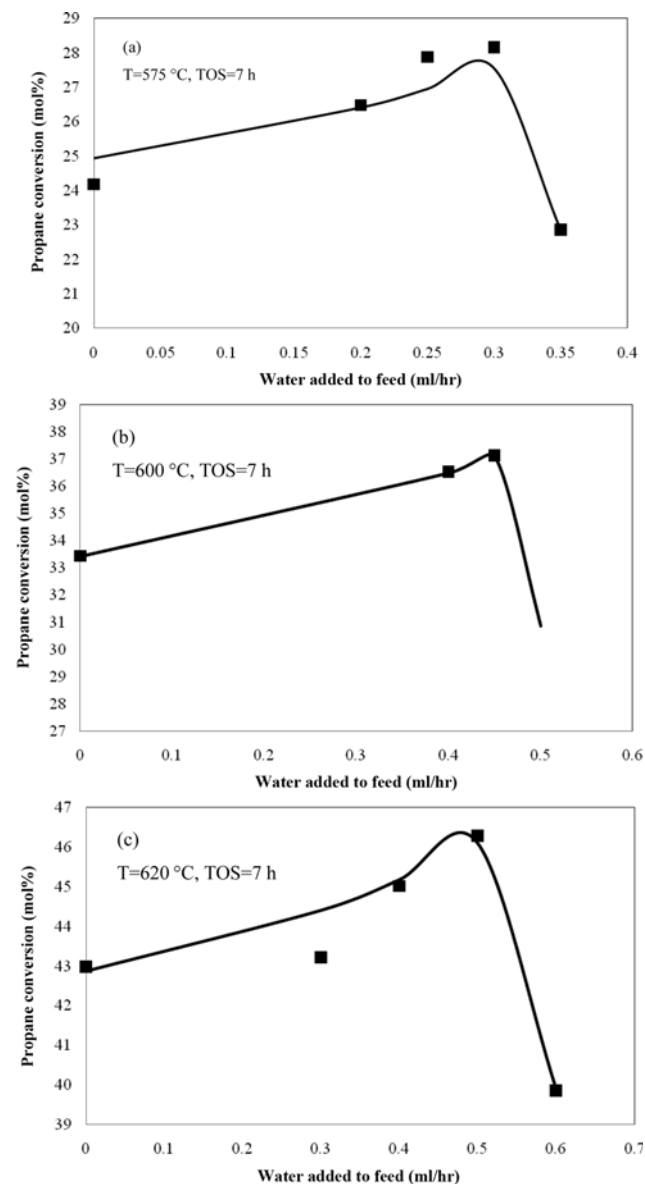 29
28
27
26
25
24
23
22
21
20
Propane conversion (mol%)
(a)
T=575 °C, TOS=7 h
0 0.05 0.1 0.15 0.2 0.25 0.3 0.35 0.4
Water added to feed (ml/hr)
39
38
37
36
35
34
33
32
31
30
29
28
27
Propane conversion (mol%)
(b)
T=600 °C, TOS=7 h
0 0.1 0.2 0.3 0.4 0.5 0.6
Water added to feed (ml/hr)
47
46
45
44
43
42
41
40
39
Propane conversion (mol%)
(c)
T=620 °C, TOS=7 h
0 0.1 0.2 0.3 0.4 0.5 0.6 0.7
Water added to feed (ml/hr)